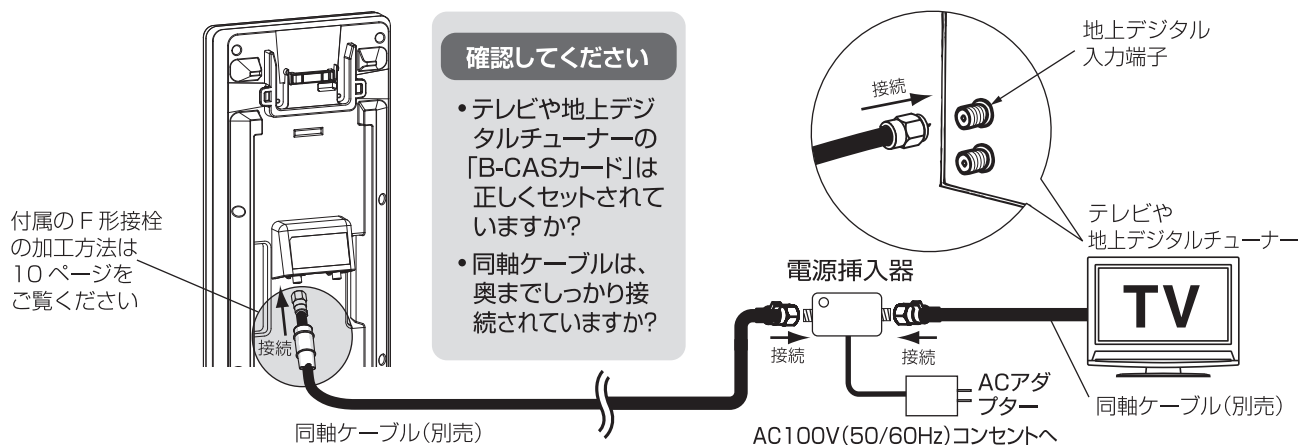 付属のF形接栓
の加工方法は
10 ページを
ご覧ください
接続
同軸ケーブル(別売)
確認してください
•テレビや地上デジ
タルチューナーの
「B-CASカード」は
正しくセットされて
いますか?
•同軸ケーブルは、
奥までしっかり接
続されていますか?
接続
地上デジタル
入力端子
テレビや
地上デジタルチューナー
電源挿入器
接続
接続
TV
ACアダ
プター
AC100V(50/60Hz)コンセントへ
同軸ケーブル(別売)